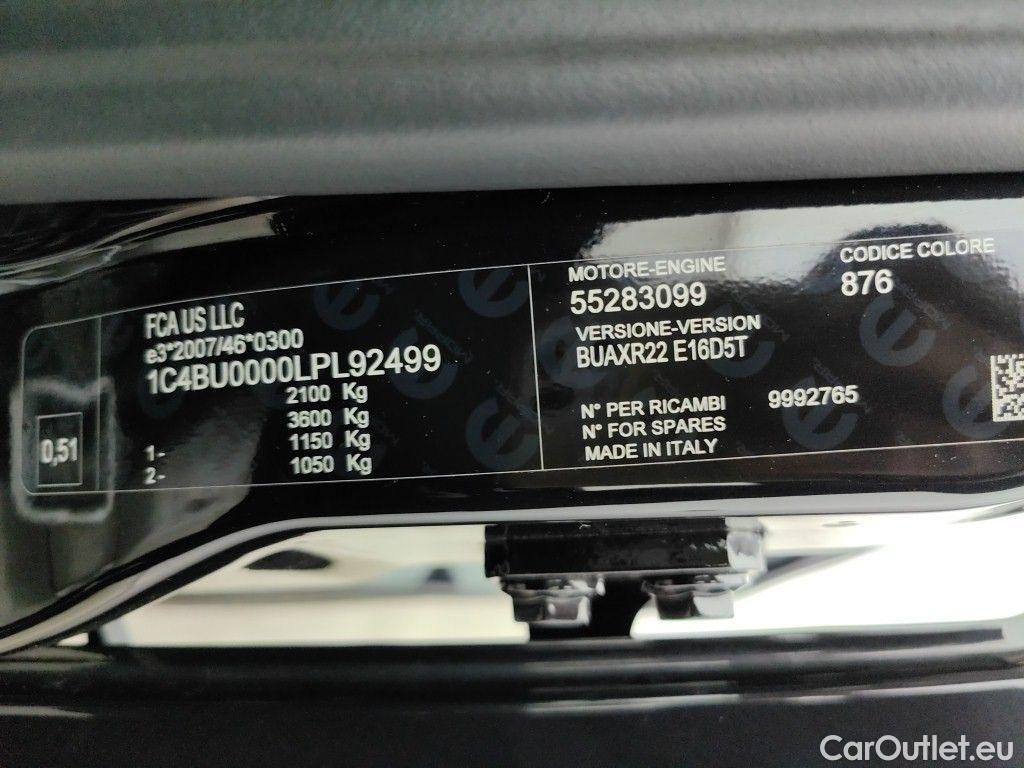 0,51
FCA US LLC
e3*2007/46*0300
1C4BU0000LPL92499
2100 Kg
3600 Kg
1- 1150 Kg
2- 1050 Kg
MOTORE-ENGINE
55283099
VERSIONE-VERSION
BUAXR22 E16D5T
N° PER RICAMBI 9992765
N° FOR SPARES
MADE IN ITALY
CODICE COLORE
876
CarOutlet.eu